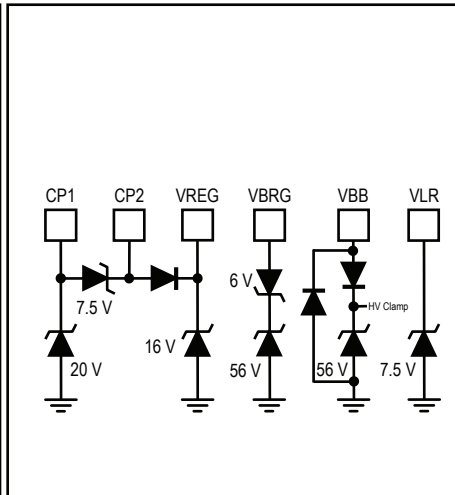 CP1 CP2 VREG VBRG VBB VLR
6 V
HV Clamp
7.5 V
16 V
20 V 56 V 56 V 7.5 V